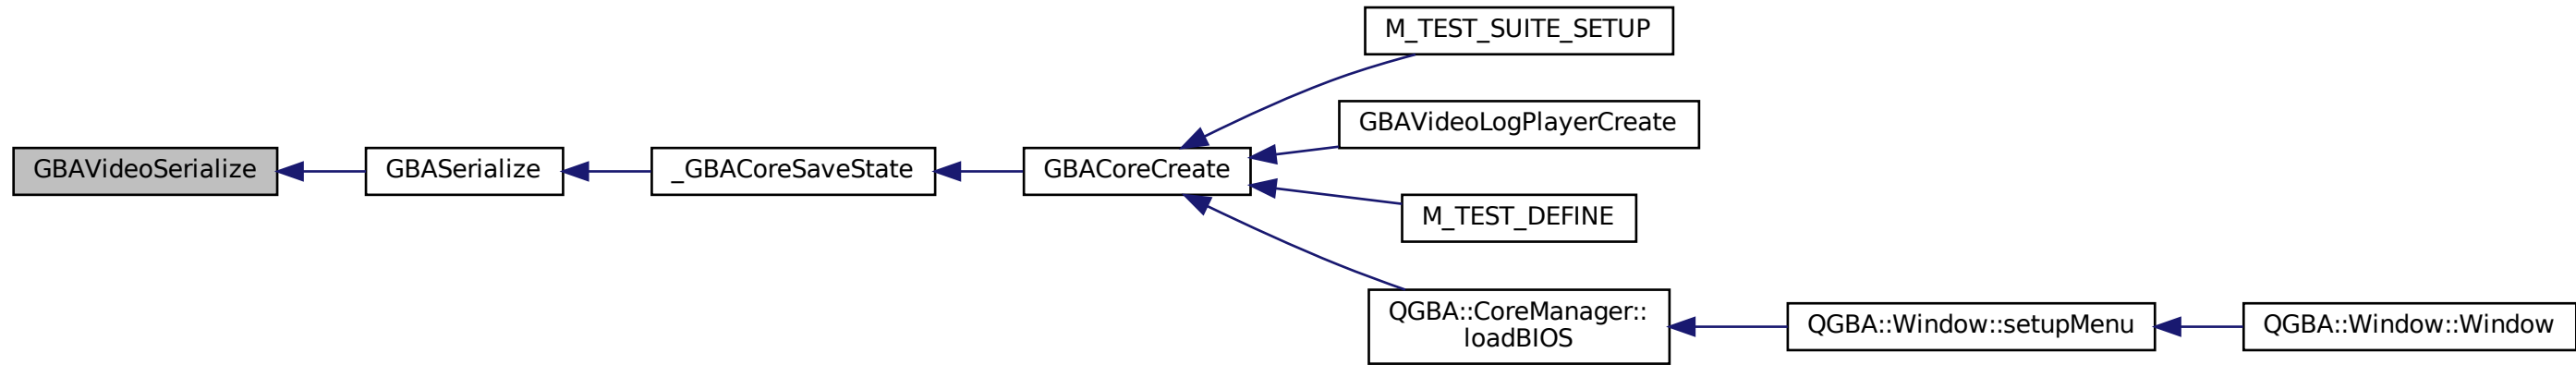 M_TEST_SUITE_SETUP
GBAVideoLogPlayerCreate
GBAVideoSerialize
GBASerialize
_GBACoreSaveState
GBACoreCreate
M_TEST_DEFINE
QGBA::CoreManager::
loadBIOS
QGBA::Window::setupMenu
QGBA::Window::Window